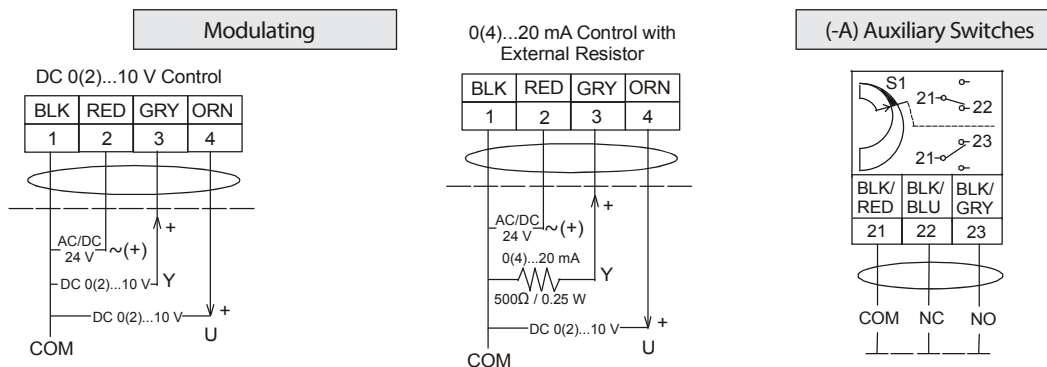 Modulating
DC 0(2)...10 V Control
BLK RED GRY ORN
1 2 3 4
AC/DC
24 V
~(+)
+
DC 0(2)...10 V
Y
DC 0(2)...10 V
+
U
COM
0(4)...20 mA Control with
External Resistor
BLK RED GRY ORN
1 2 3 4
AC/DC
24 V
~(+)
+
0(4)...20 mA
Y
500Ω / 0.25 W
DC 0(2)...10 V
+
U
COM
(-A) Auxiliary Switches
S1
21
22
23
21
BLK/
RED
BLK/
BLU
BLK/
GRY
21 22 23
COM NC NO